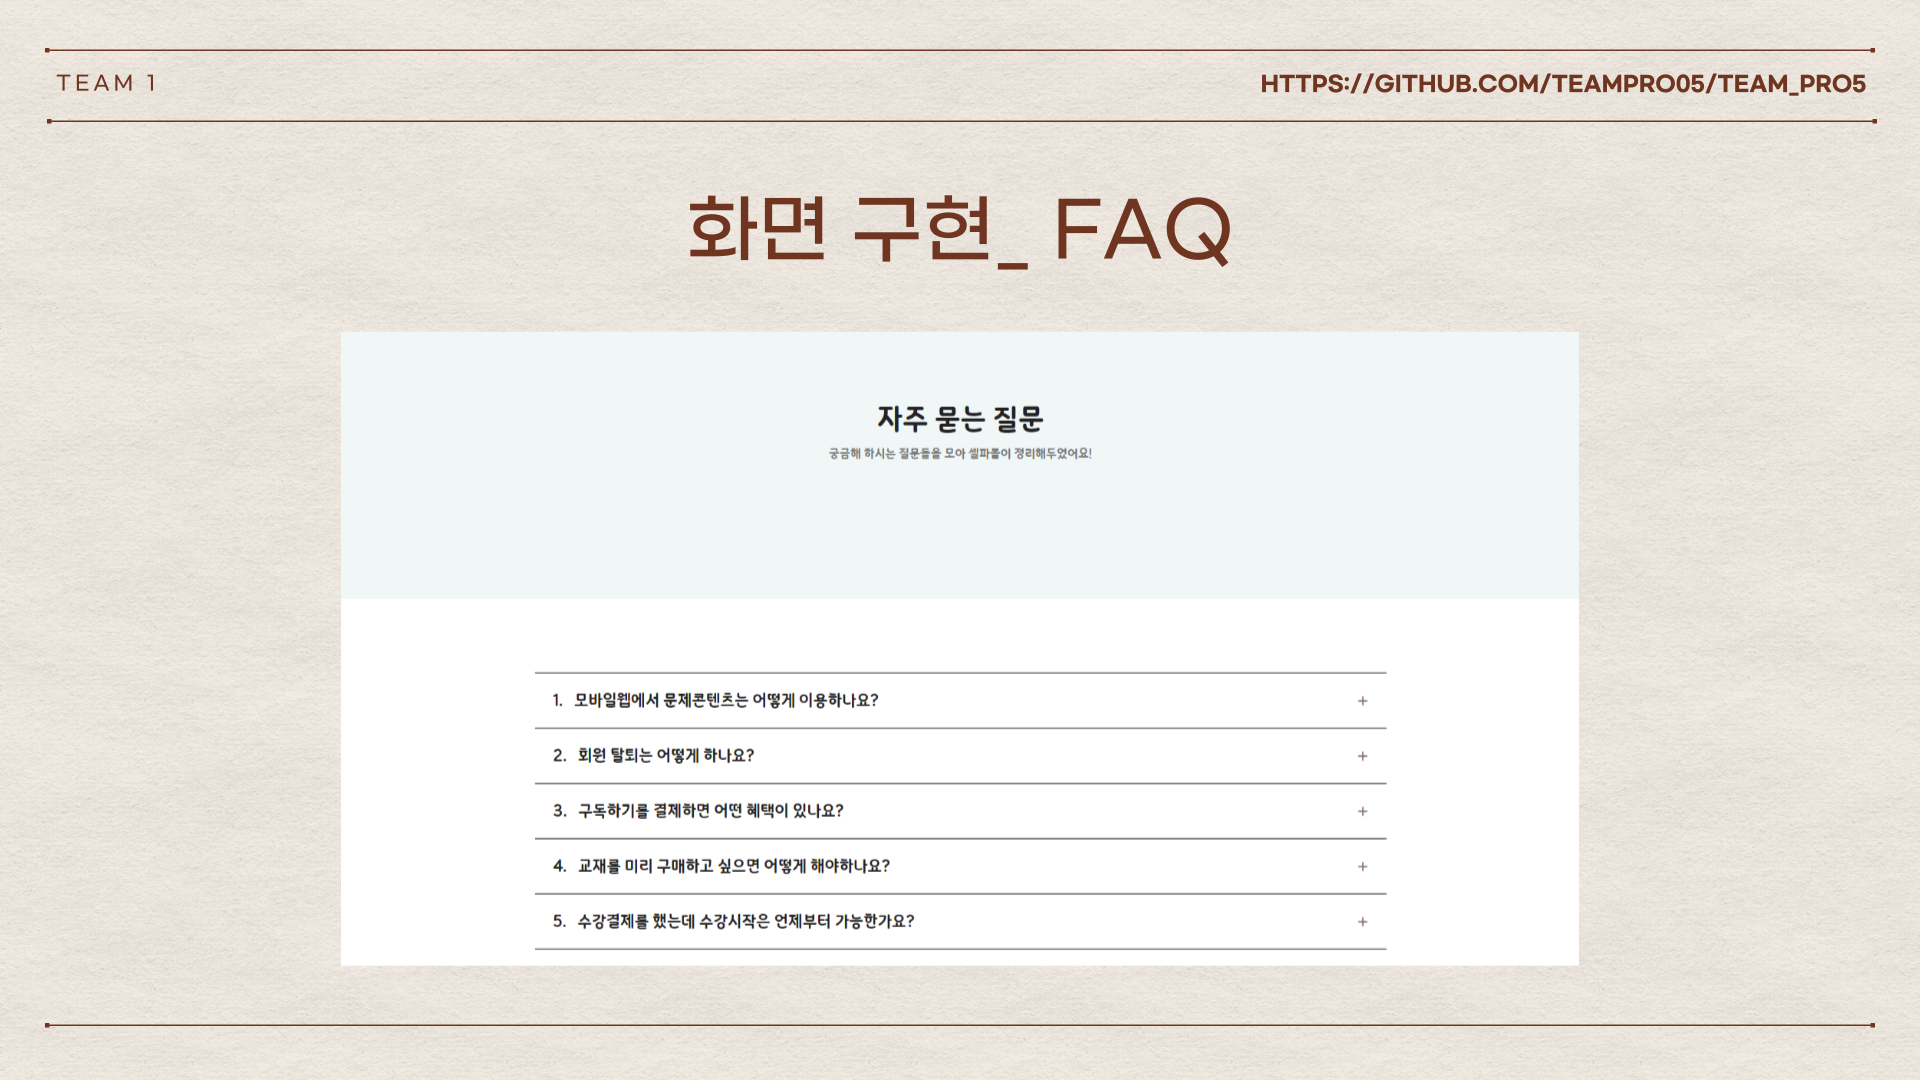 TEAM 1
HTTPS://GITHUB.COM/TEAMPRO05/TEAM_PRO5
화면 구현_ FAQ
자주 묻는 질문
궁금해 하시는 질문들을 모아 셀파롤이 정리해두었어요!
1. 모바일웹에서 문제콘텐츠는 어떻게 이용하나요? +
2. 회원 탈퇴는 어떻게 하나요? +
3. 구독하기를 결제하면 어떤 혜택이 있나요? +
4. 교재를 미리 구매하고 싶으면 어떻게 해야하나요? +
5. 수강결제를 했는데 수강시작은 언제부터 가능한가요? +